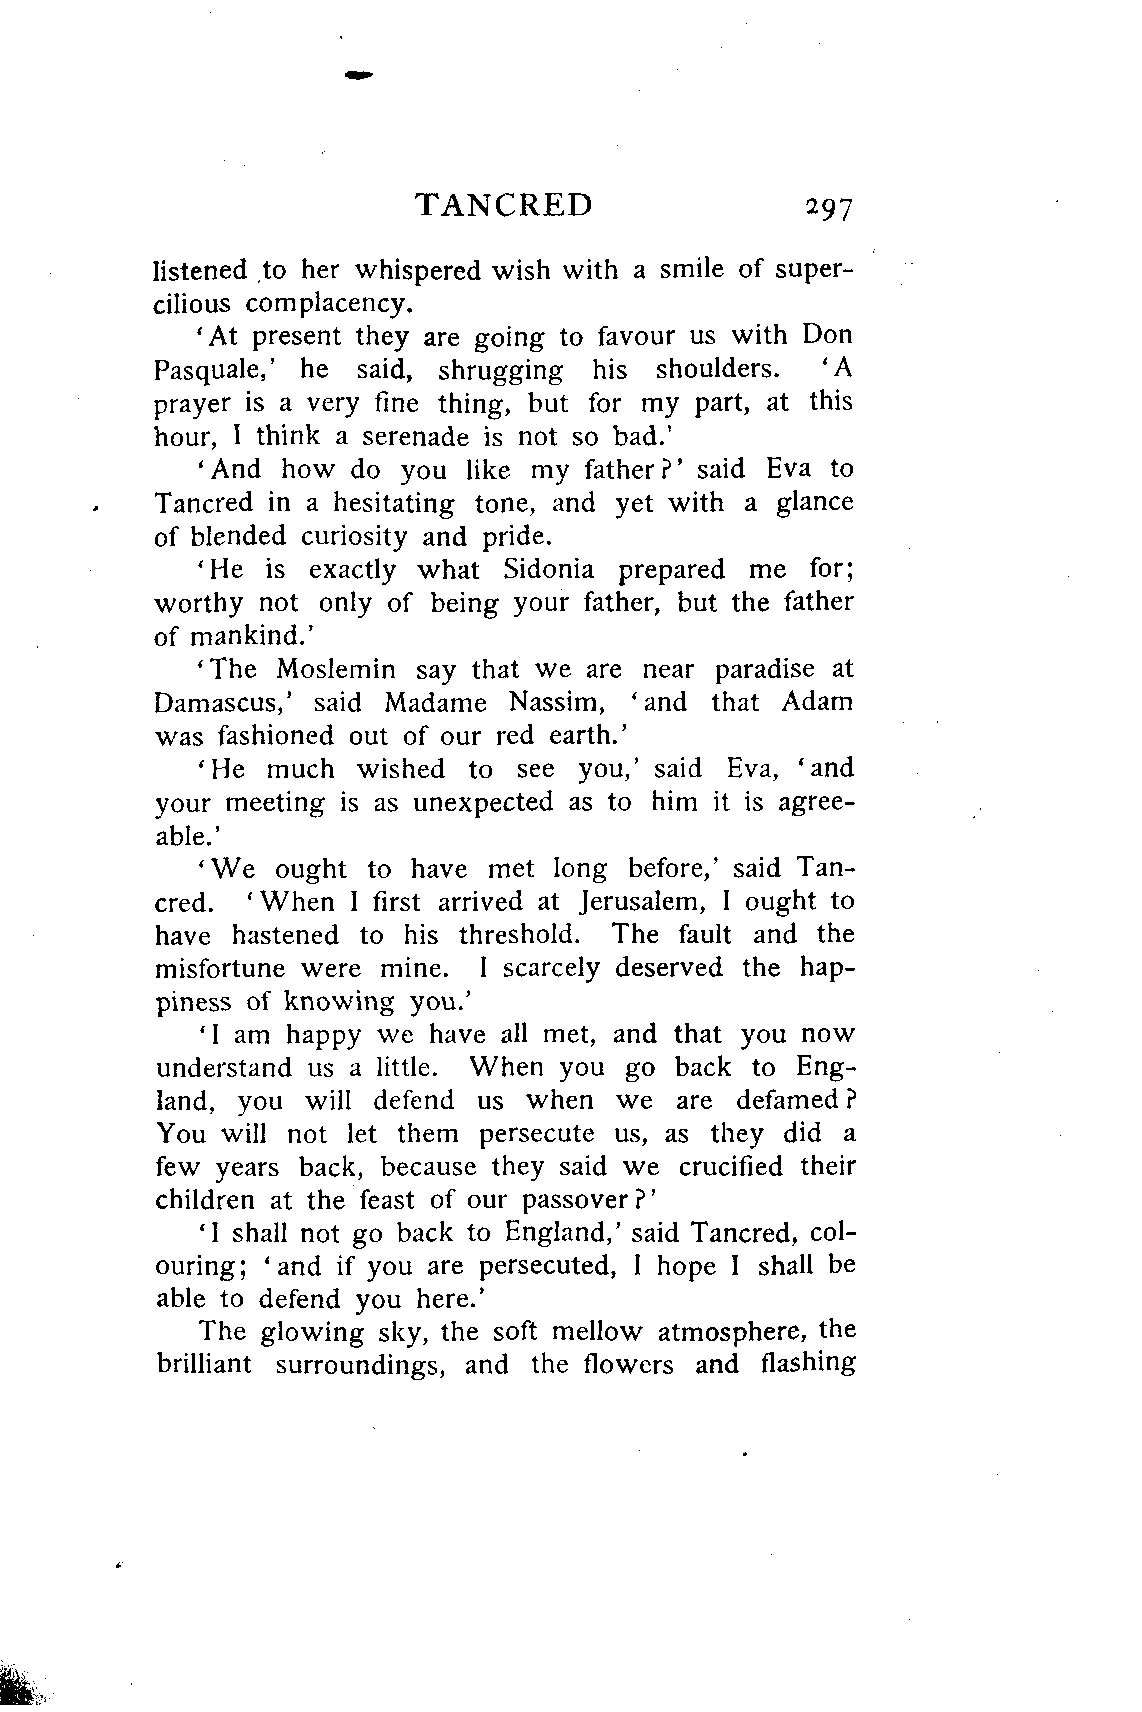 TANCRED 297
listened to her whispered wish with a smile of super-
cilious complacency.
‘At present they are going to favour us with Don
Pasquale,’ he said, shrugging his shoulders. ‘A
prayer is a very fine thing, but for my part, at this
hour, I think a serenade is not so bad.’
‘And how do you like my father?’ said Eva to
Tancred in a hesitating tone, and yet with a glance
of blended curiosity and pride.
‘He is exactly what Sidonia prepared me for;
worthy not only of being your father, but the father
of mankind.’
‘The Moslemin say that we are near paradise at
Damascus,’ said Madame Nassim, ‘and that Adam
was fashioned out of our red earth.’
‘He much wished to see you,’ said Eva, ‘and
your meeting is as unexpected as to him it is agree-
able.’
‘We ought to have met long before,’ said Tan-
cred. ‘When I first arrived at Jerusalem, I ought to
have hastened to his threshold. The fault and the
misfortune were mine. I scarcely deserved the hap-
piness of knowing you.’
‘I am happy we have all met, and that you now
understand us a little. When you go back to Eng-
land, you will defend us when we are defamed?
You will not let them persecute us, as they did a
few years back, because they said we crucified their
children at the feast of our passover?’
‘I shall not go back to England,’ said Tancred, col-
ouring; ‘and if you are persecuted, I hope I shall be
able to defend you here.’
The glowing sky, the soft mellow atmosphere, the
brilliant surroundings, and the flowers and flashing